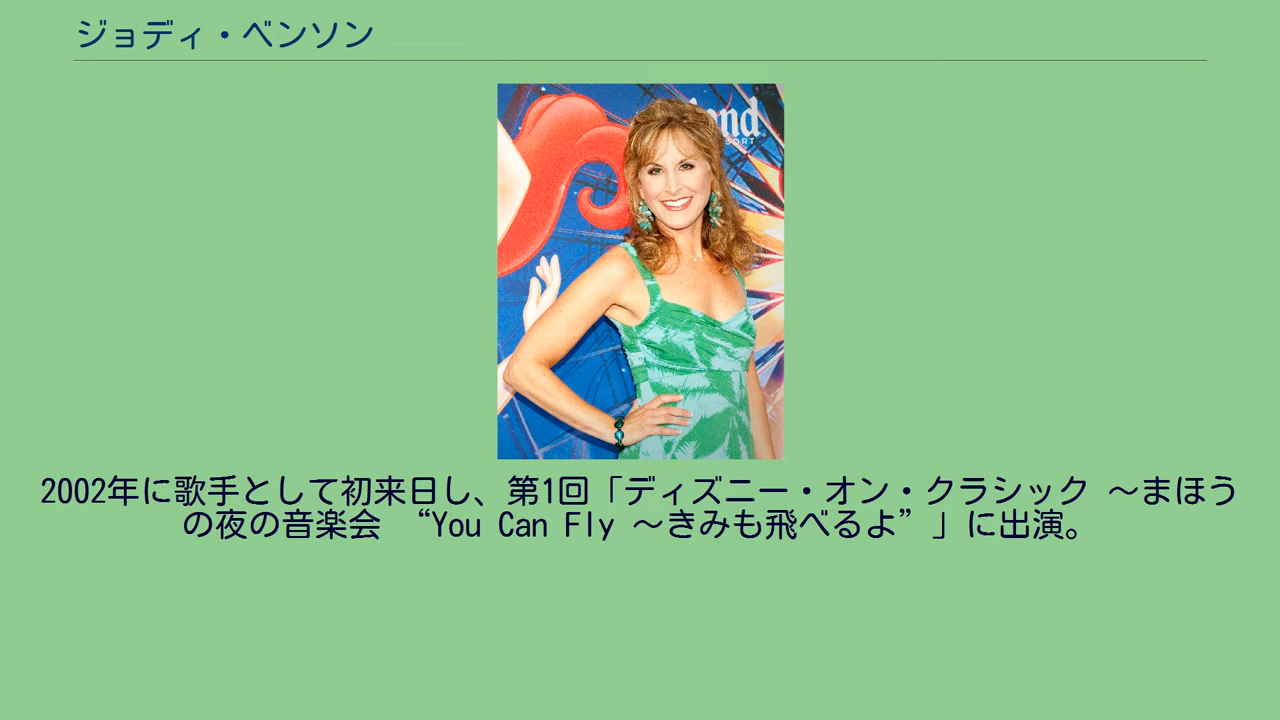 ジョディ・ベンソン
land
SORT
2002年に歌手として初来日し、第1回「ディズニー・オン・クラシック ～まほう
の夜の音楽会 “You Can Fly ～きみも飛べるよ”」に出演。